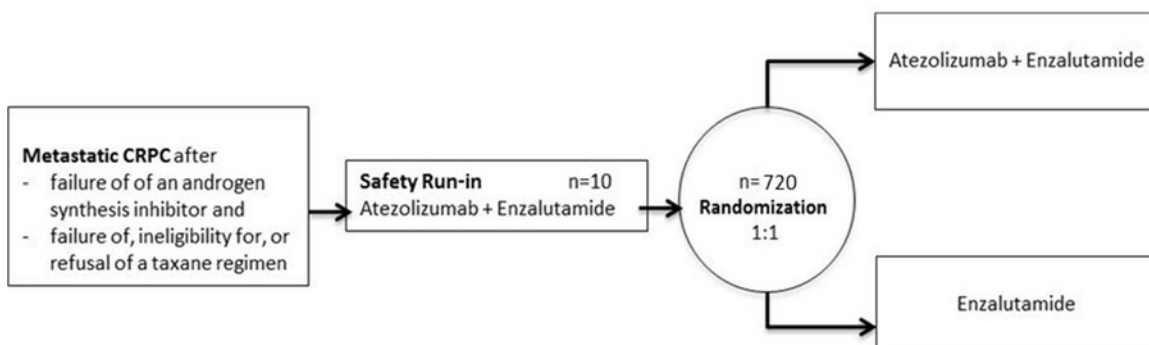 Metastatic CRPC after
- failure of of an androgen
synthesis inhibitor and
- failure of, ineligibility for, or
refusal of a taxane regimen
Safety Run-in n=10
Atezolizumab + Enzalutamide
n=720
Randomization
1:1
Atezolizumab + Enzalutamide
Enzalutamide